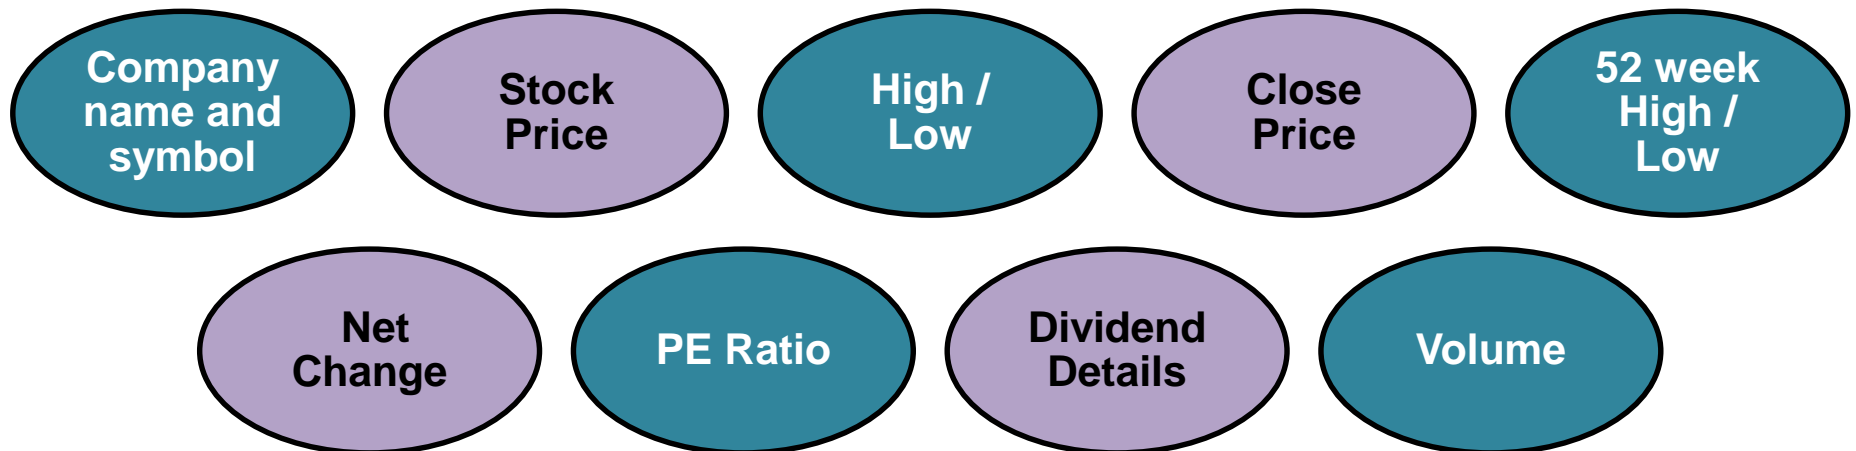 Company
name and
symbol
Stock
Price
High /
Low
Close
Price
52 week
High /
Low
Net
Change
PE Ratio
Dividend
Details
Volume